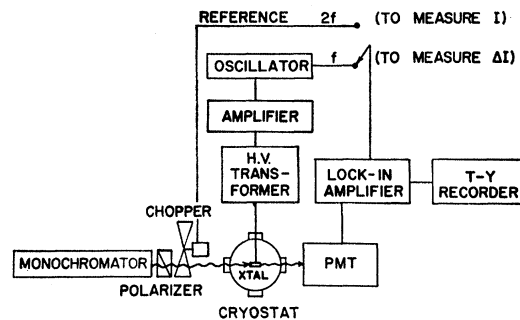 REFERENCE 2f (TO MEASURE I)
OSCILLATOR f (TO MEASURE ΔI)
AMPLIFIER
H.V.
TRANS-
FORMER
LOCK-IN
AMPLIFIER
T-Y
RECORDER
CHOPPER
MONOCHROMATOR
POLARIZER
XTAL
PMT
CRYOSTAT